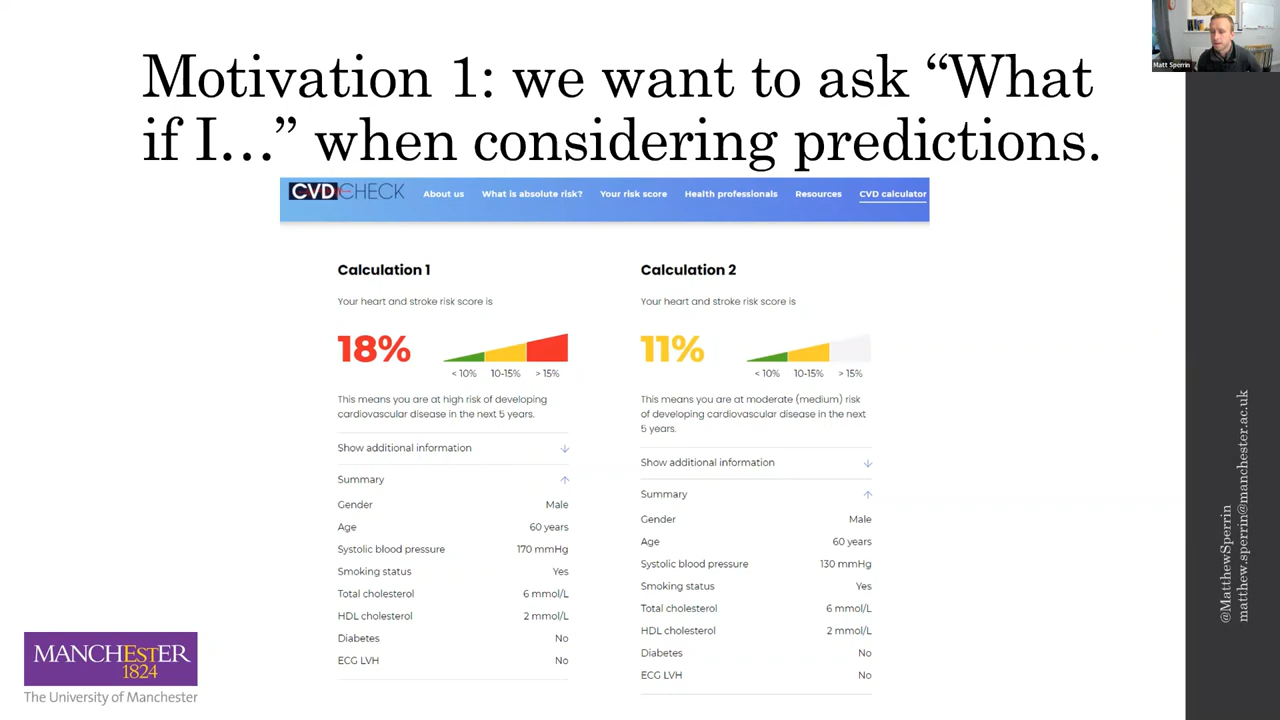 Motivation 1: we want to ask “What
if I…” when considering predictions.
Matt Sperrin
CVDCHECK
About us
What is absolute risk?
Your risk score
Health professionals
Resources
CVD calculator
Calculation 1
Your heart and stroke risk score is
18%
< 10% 10-15% > 15%
This means you are at high risk of developing
cardiovascular disease in the next 5 years.
Show additional information
Summary
Gender Male
Age 60 years
Systolic blood pressure 170 mmHg
Smoking status Yes
Total cholesterol 6 mmol/L
HDL cholesterol 2 mmol/L
Diabetes No
ECG LVH No
Calculation 2
Your heart and stroke risk score is
11%
< 10% 10-15% > 15%
This means you are at moderate (medium) risk
of developing cardiovascular disease in the next
5 years.
Show additional information
Summary
Gender Male
Age 60 years
Systolic blood pressure 130 mmHg
Smoking status Yes
Total cholesterol 6 mmol/L
HDL cholesterol 2 mmol/L
Diabetes No
ECG LVH No
@MatthewSperrin
matthew.sperrin@manchester.ac.uk
MANCHESTER
1824
The University of Manchester